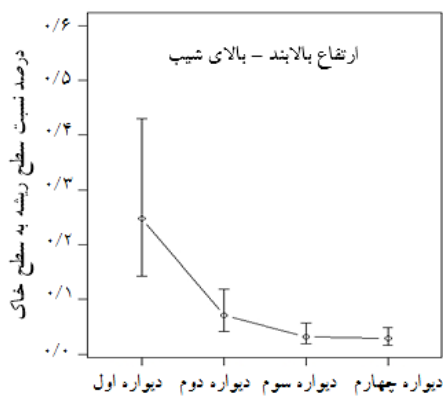 ارتفاع بالابند – بالای شیب
درصد نسبت سطح ریشه به سطح خاک
۰/۶
۰/۵
۰/۴
۰/۳
۰/۲
۰/۱
۰/۰
دیواره اول دیواره دوم دیواره سوم دیواره چهارم